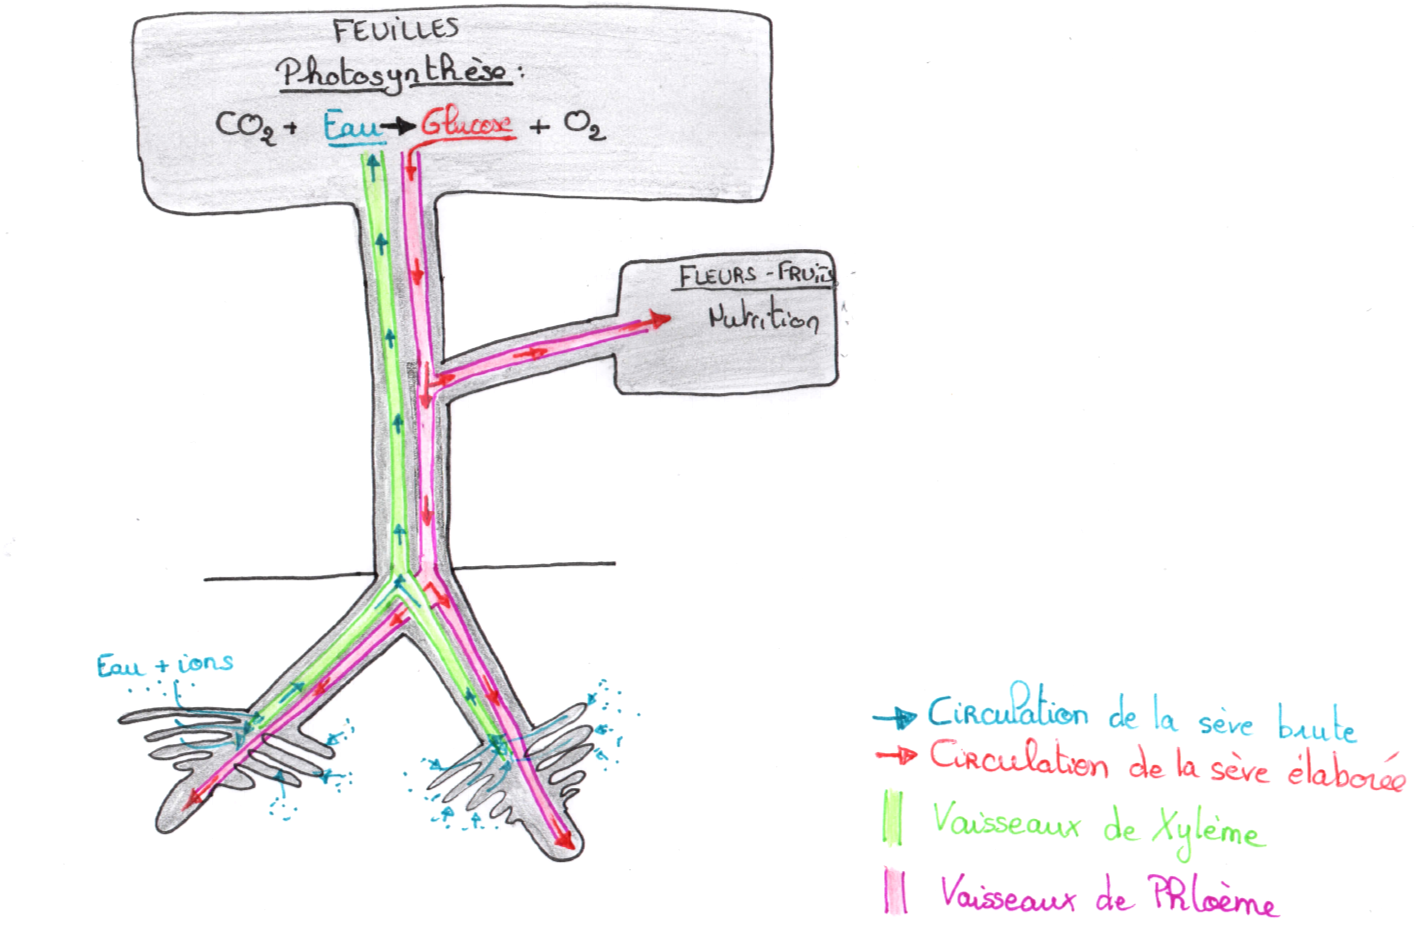 FEUILLES
Photosynthèse :
CO₂ + Eau → Glucose + O₂
FLEURS - FRUITS
Nutrition
Eau + ions
Circulation de la sève brute
Circulation de la sève élaborée
Vaisseaux de Xylème
Vaisseaux de Phloème